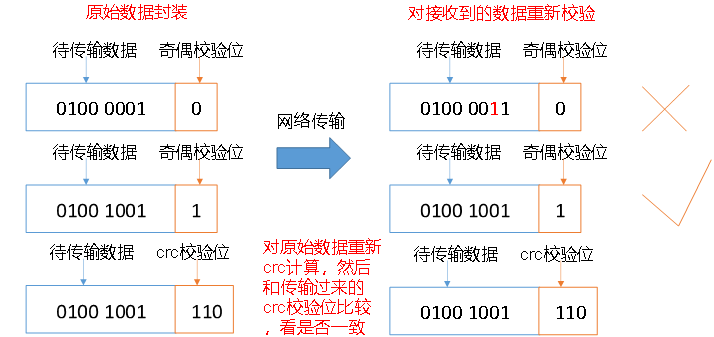 原始数据封装
对接收到的数据重新校验
待传输数据 奇偶校验位
待传输数据 奇偶校验位
0100 0001 0
0100 0011 0
网络传输
待传输数据 奇偶校验位
待传输数据 奇偶校验位
0100 1001 1
0100 1001 1
待传输数据 crc校验位
对原始数据重新
crc计算，然后
和传输过来的
crc校验位比较
，看是否一致
待传输数据 crc校验位
0100 1001 110
0100 1001 110